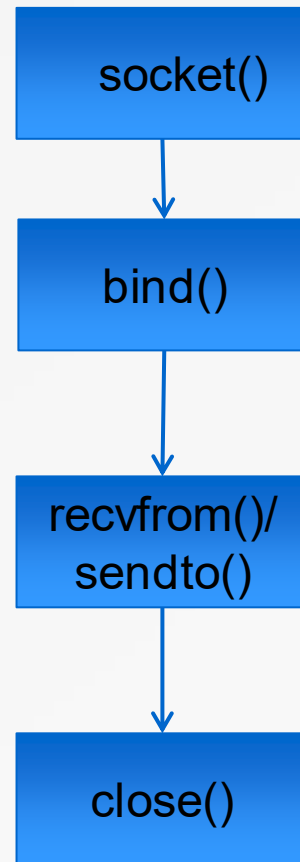 socket()
bind()
recvfrom()/
sendto()
close()